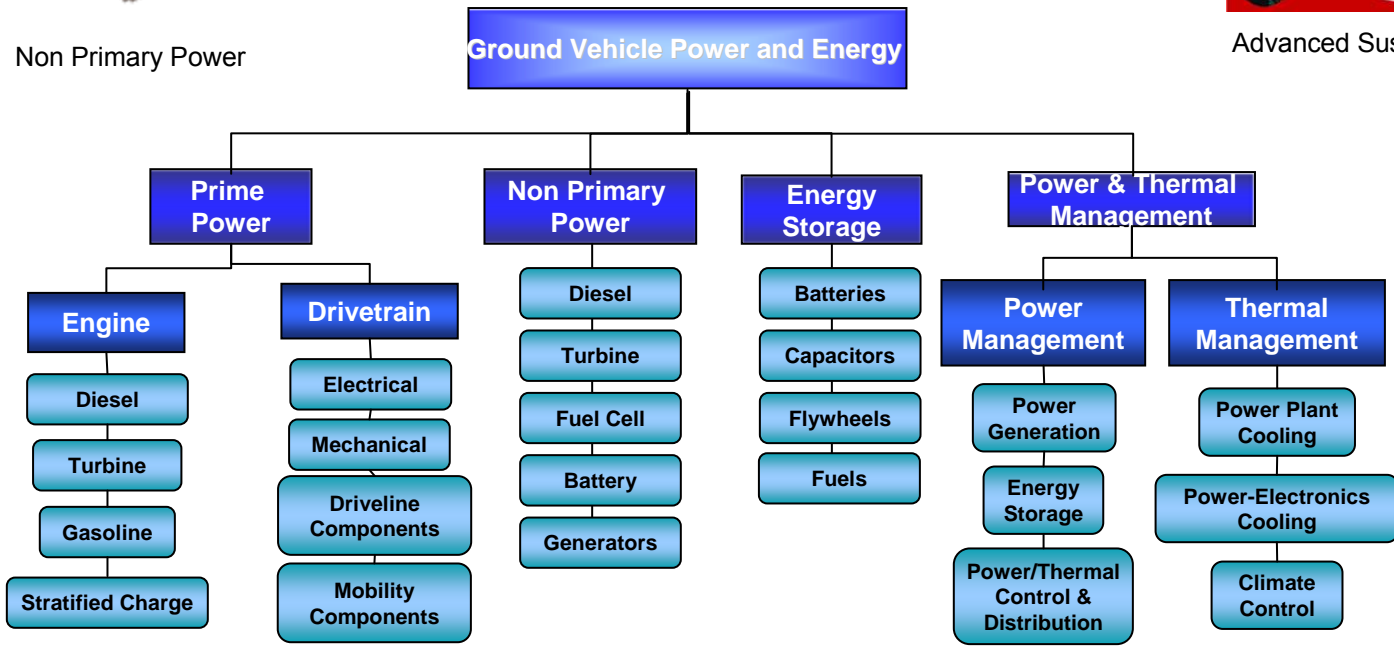 Non Primary Power
Ground Vehicle Power and Energy
Advanced Sus
Prime
Power
Non Primary
Power
Energy
Storage
Power & Thermal
Management
Engine
Diesel
Turbine
Gasoline
Stratified Charge
Drivetrain
Electrical
Mechanical
Driveline
Components
Mobility
Components
Diesel
Turbine
Fuel Cell
Battery
Generators
Batteries
Capacitors
Flywheels
Fuels
Power
Management
Power
Generation
Energy
Storage
Power/Thermal
Control &
Distribution
Thermal
Management
Power Plant
Cooling
Power-Electronics
Cooling
Climate
Control